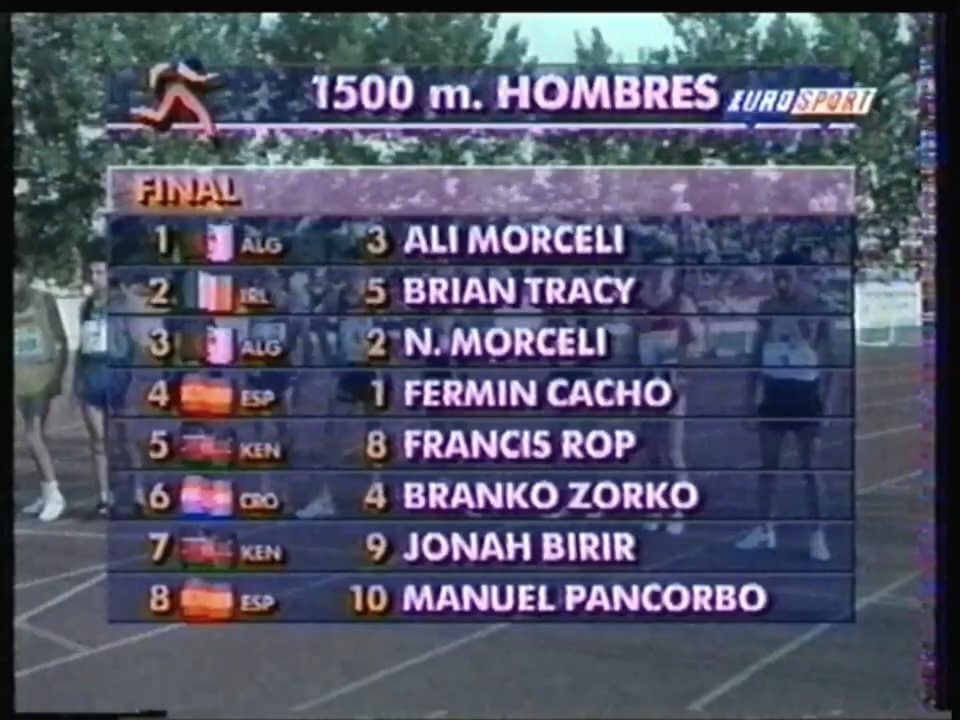 1500 m. HOMBRES EUROSPORT
FINAL
1 ALG 3 ALI MORCELI
2 IRL 5 BRIAN TRACY
3 ALG 2 N. MORCELI
4 ESP 1 FERMIN CACHO
5 KEN 8 FRANCIS ROP
6 CRO 4 BRANKO ZORKO
7 KEN 9 JONAH BIRIR
8 ESP 10 MANUEL PANCORBO